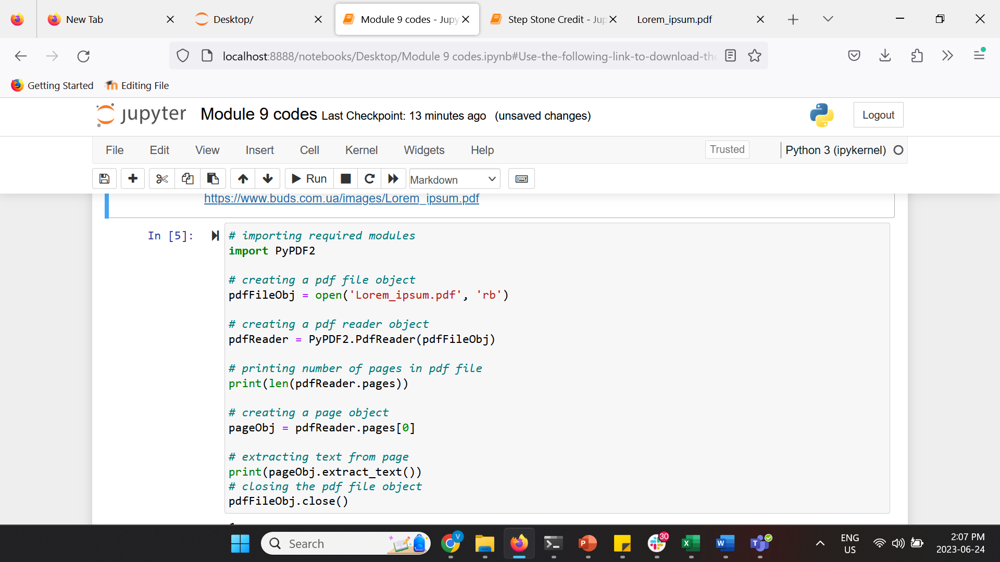 New Tab
Desktop/
Module 9 codes - Jupy
Step Stone Credit - Jup
Lorem_ipsum.pdf
localhost:8888/notebooks/Desktop/Module 9 codes.ipynb#Use-the-following-link-to-download-the
Getting Started
Editing File
jupyter Module 9 codes Last Checkpoint: 13 minutes ago (unsaved changes)
Logout
File Edit View Insert Cell Kernel Widgets Help
Trusted
Python 3 (ipykernel)
Run
Markdown
https://www.buds.com.ua/images/Lorem_ipsum.pdf
In [5]:
# importing required modules
import PyPDF2
# creating a pdf file object
pdfFileObj = open('Lorem_ipsum.pdf', 'rb')
# creating a pdf reader object
pdfReader = PyPDF2.PdfReader(pdfFileObj)
# printing number of pages in pdf file
print(len(pdfReader.pages))
# creating a page object
pageObj = pdfReader.pages[0]
# extracting text from page
print(pageObj.extract_text())
# closing the pdf file object
pdfFileObj.close()
Search
V
P
30
X
W
T
ENG
US
2:07 PM
2023-06-24